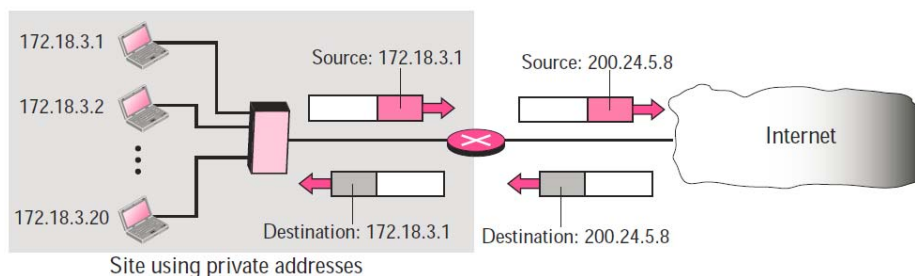 172.18.3.1
Source: 172.18.3.1
Source: 200.24.5.8
172.18.3.2
Internet
172.18.3.20
Destination: 172.18.3.1
Destination: 200.24.5.8
Site using private addresses